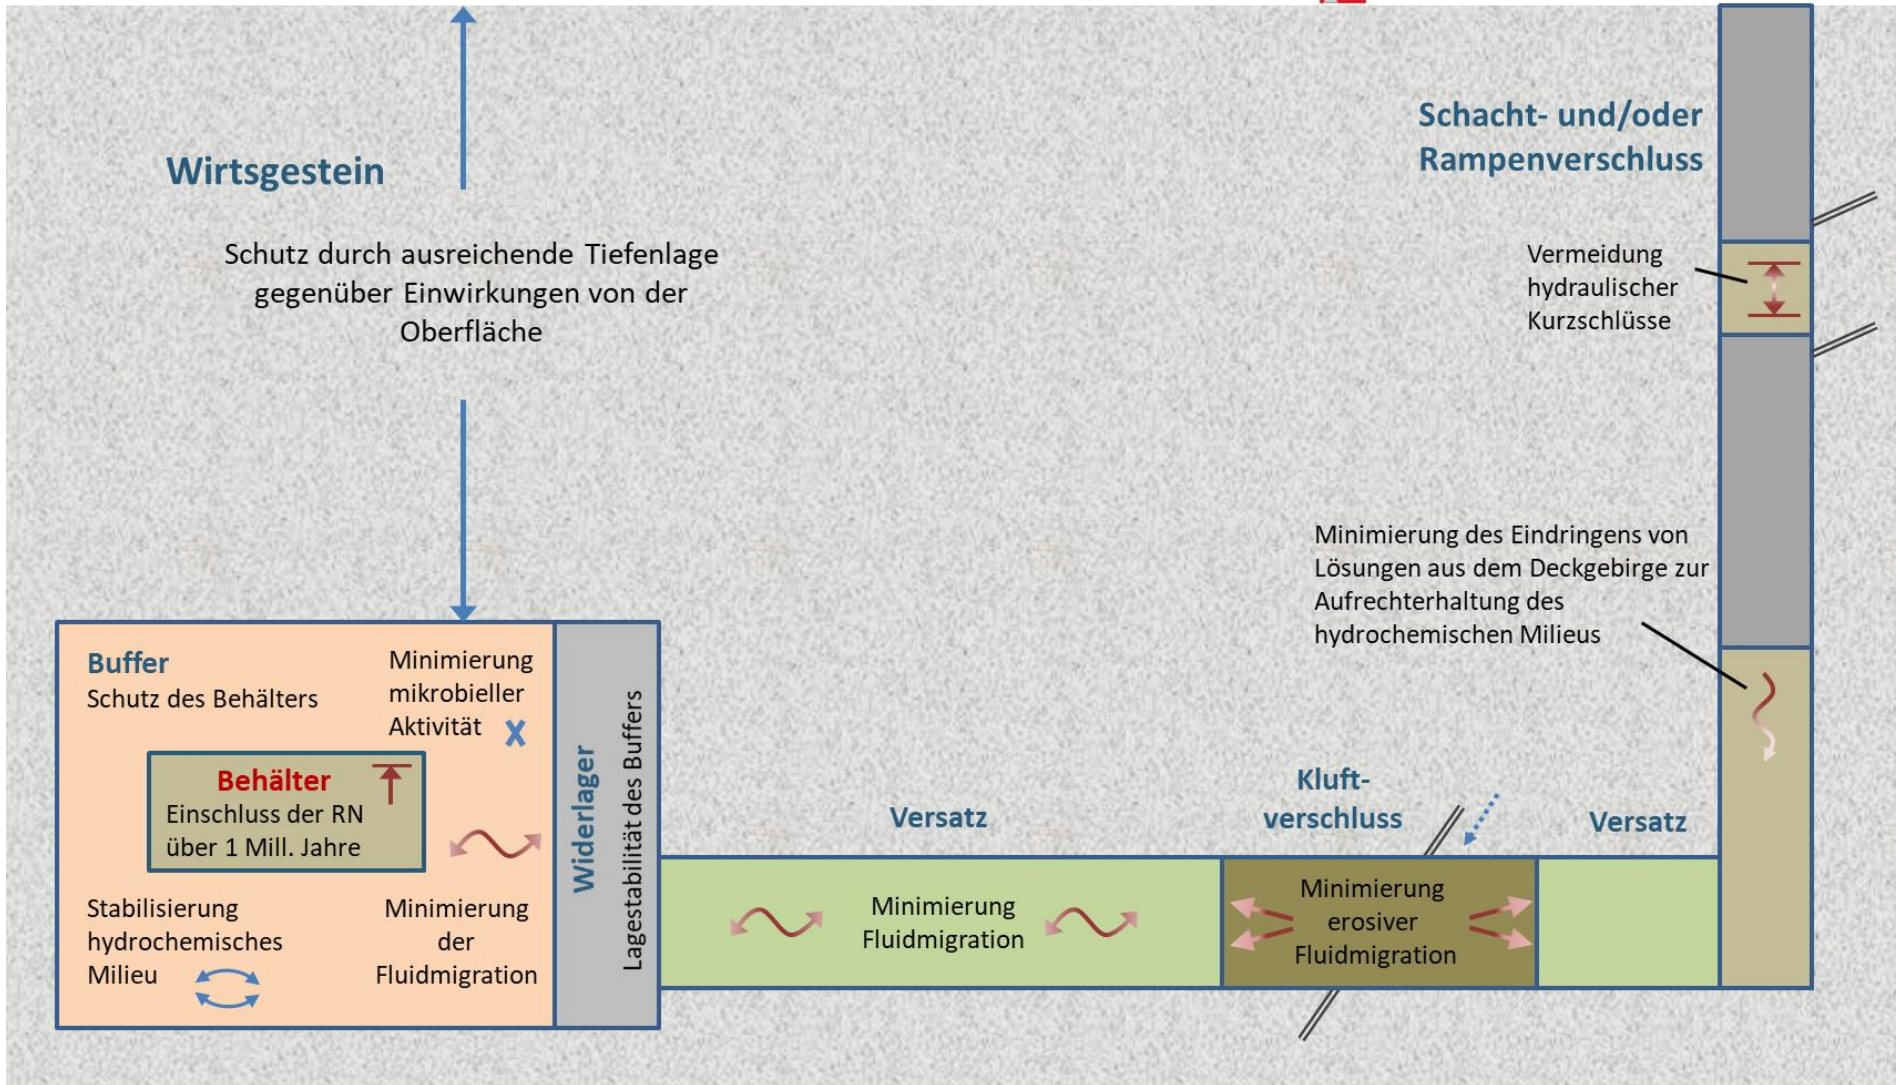 Wirtsgestein
Schutz durch ausreichende Tiefenlage
gegenüber Einwirkungen von der
Oberfläche
Schacht- und/oder
Rampenverschluss
Vermeidung
hydraulischer
Kurzschlüsse
Minimierung des Eindringens von
Lösungen aus dem Deckgebirge zur
Aufrechterhaltung des
hydrochemischen Milieus
Buffer
Schutz des Behälters
Minimierung
mikrobieller
Aktivität
Behälter
Einschluss der RN
über 1 Mill. Jahre
Stabilisierung
hydrochemisches
Milieu
Minimierung
der
Fluidmigration
Widerlager
Lagestabilität des Buffers
Versatz
Minimierung
Fluidmigration
Kluft-
verschluss
Minimierung
erosiver
Fluidmigration
Versatz